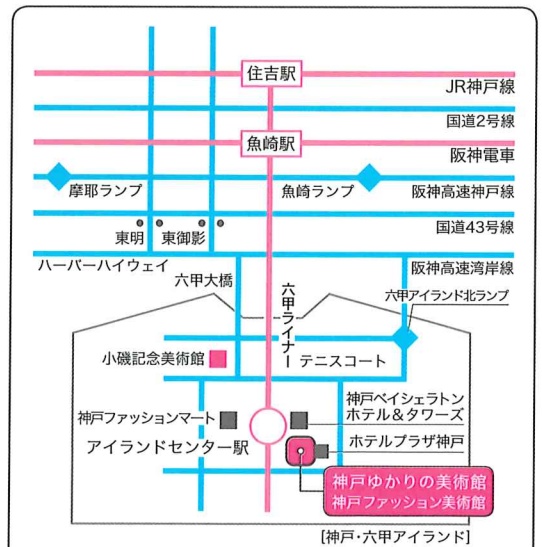 住吉駅
JR神戸線
国道2号線
魚崎駅
阪神電車
摩耶ランプ
魚崎ランプ
阪神高速神戸線
国道43号線
東明
東御影
ハーバーハイウェイ
阪神高速湾岸線
六甲大橋
六甲ライナー
六甲アイランド北ランプ
小磯記念美術館
テニスコート
神戸ベイシェラトン
ホテル&タワーズ
神戸ファッションマート
アイランドセンター駅
ホテルプラザ神戸
神戸ゆかりの美術館
神戸ファッション美術館
[神戸・六甲アイランド]